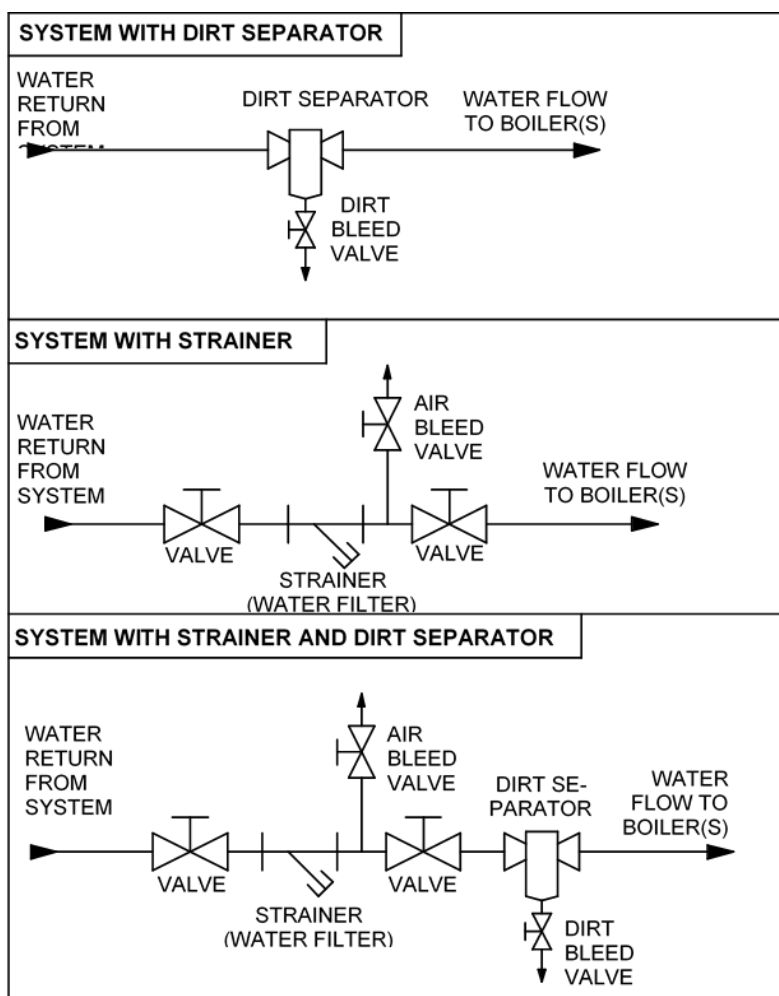 SYSTEM WITH DIRT SEPARATOR
WATER
RETURN
FROM
SYSTEM
DIRT SEPARATOR
WATER FLOW
TO BOILER(S)
DIRT
BLEED
VALVE
SYSTEM WITH STRAINER
WATER
RETURN
FROM
SYSTEM
AIR
BLEED
VALVE
WATER FLOW
TO BOILER(S)
VALVE
VALVE
STRAINER
(WATER FILTER)
SYSTEM WITH STRAINER AND DIRT SEPARATOR
WATER
RETURN
FROM
SYSTEM
AIR
BLEED
VALVE
DIRT SE-
PARATOR
WATER
FLOW TO
BOILER(S)
VALVE
VALVE
STRAINER
(WATER FILTER)
DIRT
BLEED
VALVE